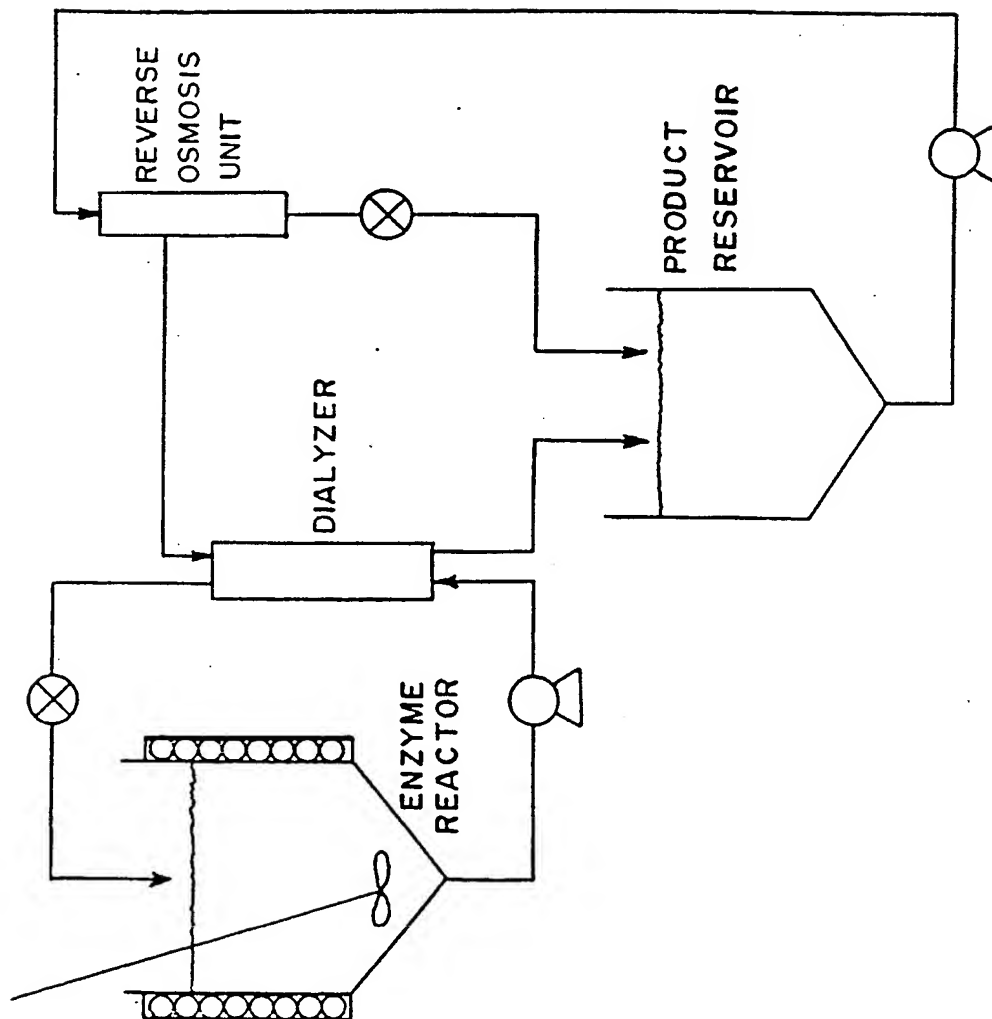 REVERSE
OSMOSIS
UNIT
DIALYZER
PRODUCT
RESERVOIR
ENZYME
REACTOR